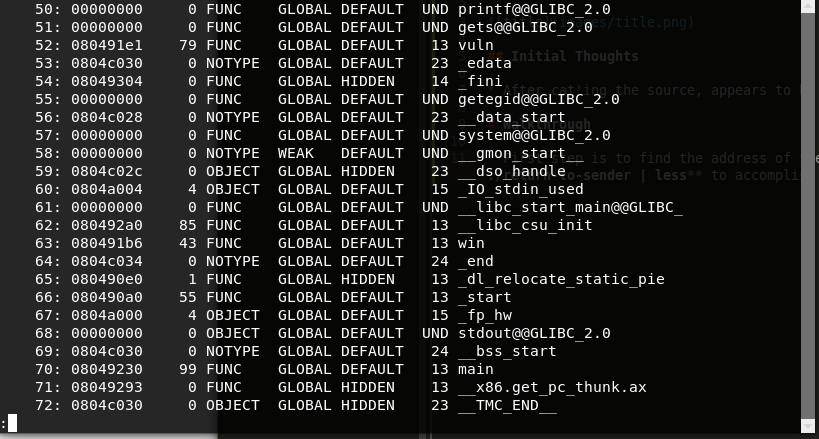 50: 00000000 0 FUNC GLOBAL DEFAULT UND printf@@GLIBC_2.0
51: 00000000 0 FUNC GLOBAL DEFAULT UND gets@@GLIBC_2.0
52: 080491e1 79 FUNC GLOBAL DEFAULT 13 vuln
53: 0804c030 0 NOTYPE GLOBAL DEFAULT 23 _edata
54: 08049304 0 FUNC GLOBAL HIDDEN 14 _fini
55: 00000000 0 FUNC GLOBAL DEFAULT UND getegid@@GLIBC_2.0
56: 0804c028 0 NOTYPE GLOBAL DEFAULT 23 __data_start
57: 00000000 0 FUNC GLOBAL DEFAULT UND system@@GLIBC_2.0
58: 00000000 0 NOTYPE WEAK DEFAULT UND __gmon_start__
59: 0804c02c 0 OBJECT GLOBAL HIDDEN 23 __dso_handle
60: 0804a004 4 OBJECT GLOBAL DEFAULT 15 _IO_stdin_used
61: 00000000 0 FUNC GLOBAL DEFAULT UND __libc_start_main@@GLIBC_
62: 080492a0 85 FUNC GLOBAL DEFAULT 13 __libc_csu_init
63: 080491b6 43 FUNC GLOBAL DEFAULT 13 win
64: 0804c034 0 NOTYPE GLOBAL DEFAULT 24 _end
65: 080490e0 1 FUNC GLOBAL HIDDEN 13 _dl_relocate_static_pie
66: 080490a0 55 FUNC GLOBAL DEFAULT 13 _start
67: 0804a000 4 OBJECT GLOBAL DEFAULT 15 _fp_hw
68: 00000000 0 OBJECT GLOBAL DEFAULT UND stdout@@GLIBC_2.0
69: 0804c030 0 NOTYPE GLOBAL DEFAULT 24 __bss_start
70: 08049230 99 FUNC GLOBAL DEFAULT 13 main
71: 08049293 0 FUNC GLOBAL HIDDEN 13 __x86.get_pc_thunk.ax
72: 0804c030 0 OBJECT GLOBAL HIDDEN 23 __TMC_END__
:
/title.png)
Initial Thoughts
After cat'ing the source, appears to
step is to find the address of the
-to-sender | less** to accompli